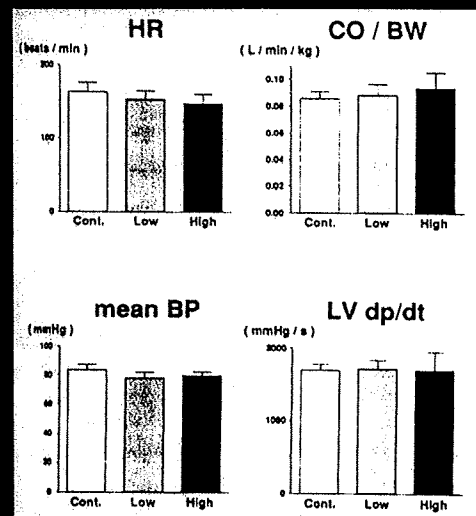 HR
( beats / min )
200
100
0
Cont. Low High
CO / BW
( L / min / kg )
0.10
0.08
0.06
0.04
0.02
0.00
Cont. Low High
mean BP
( mmHg )
100
80
60
40
20
0
Cont. Low High
LV dp/dt
( mmHg / s )
1000
0
Cont. Low High